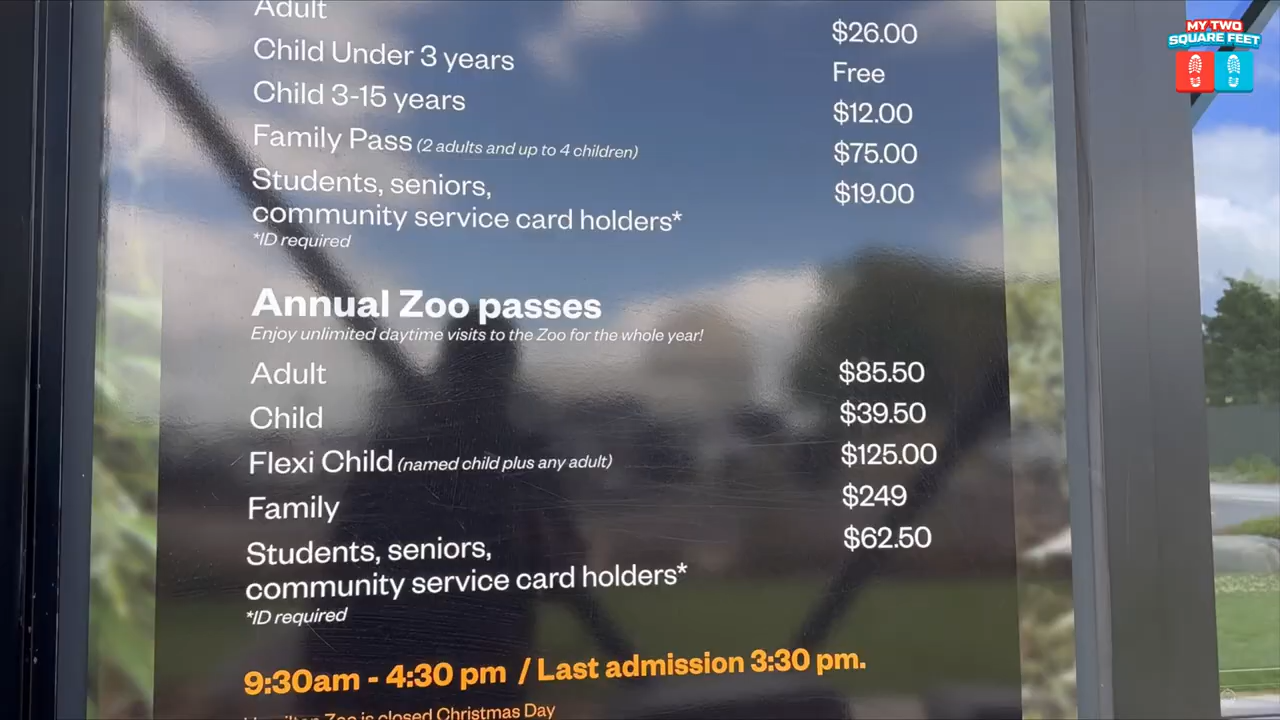 MY TWO
SQUARE FEET
Adult $26.00
Child Under 3 years Free
Child 3-15 years $12.00
Family Pass (2 adults and up to 4 children) $75.00
Students, seniors, $19.00
community service card holders*
*ID required
Annual Zoo passes
Enjoy unlimited daytime visits to the Zoo for the whole year!
Adult $85.50
Child $39.50
Flexi Child (named child plus any adult) $125.00
Family $249
Students, seniors, $62.50
community service card holders*
*ID required
9:30am - 4:30 pm / Last admission 3:30 pm.
Hamilton Zoo is closed Christmas Day